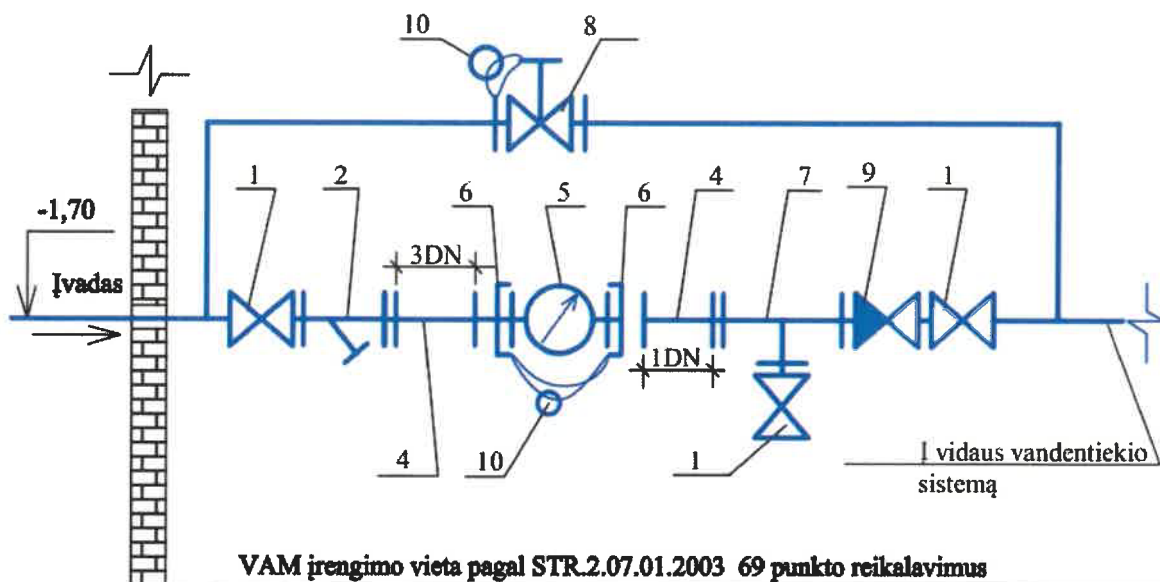 10
8
1
2
6
5
6
4
7
9
1
-1,70
3DN
Įvadas
1DN
4
10
1
Į vidaus vandentiekio
sistemą
VAM įrengimo vieta pagal STR.2.07.01.2003 69 punkto reikalavimus